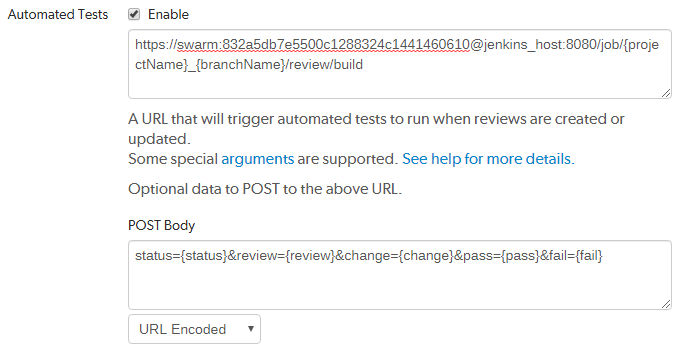 Automated Tests Enable
https://swarm:832a5db7e5500c1288324c1441460610@jenkins_host:8080/job/{proje
ctName}_{branchName}/review/build
A URL that will trigger automated tests to run when reviews are created or
updated.
Some special arguments are supported. See help for more details.
Optional data to POST to the above URL.
POST Body
status={status}&review={review}&change={change}&pass={pass}&fail={fail}
URL Encoded